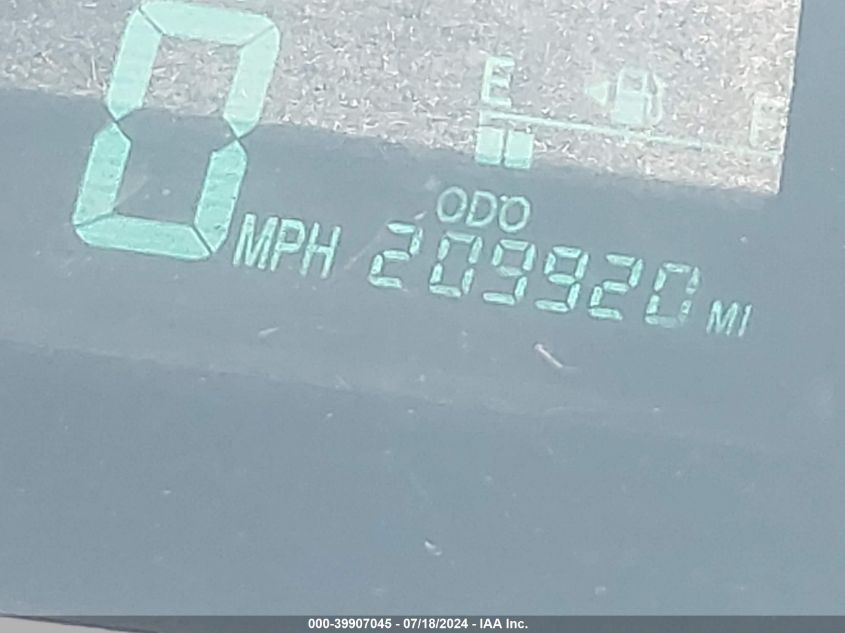 0 MPH
E F
ODO
209920 MI
000-39907045 - 07/18/2024 - IAA Inc.